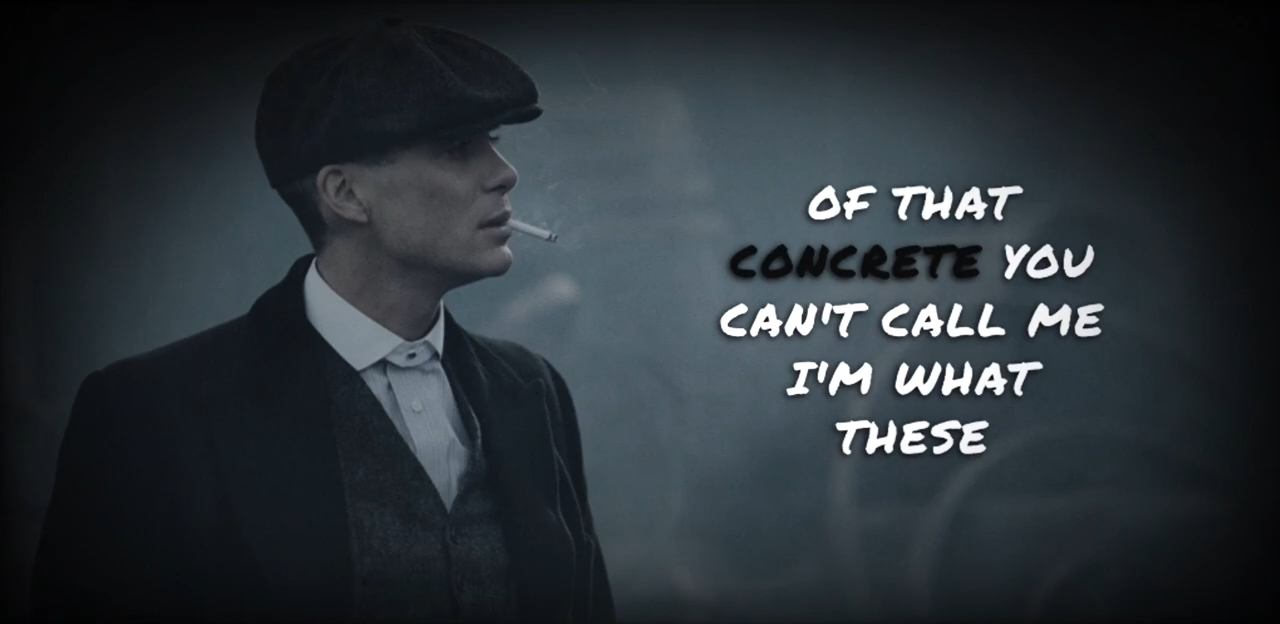 OF THAT
CONCRETE YOU
CAN'T CALL ME
I'M WHAT
THESE